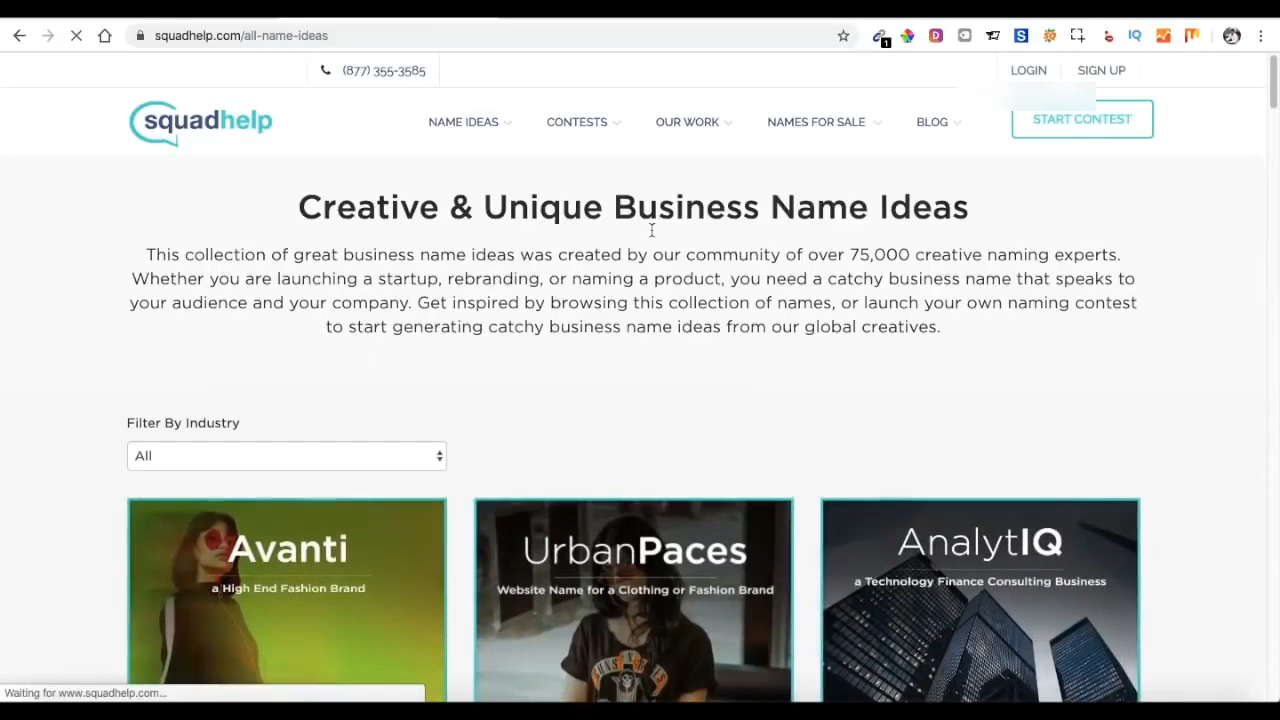 squadhelp.com/all-name-ideas
1
(877) 355-3585
LOGIN
SIGN UP
squadhelp
NAME IDEAS
CONTESTS
OUR WORK
NAMES FOR SALE
BLOG
START CONTEST
Creative & Unique Business Name Ideas
This collection of great business name ideas was created by our community of over 75,000 creative naming experts.
Whether you are launching a startup, rebranding, or naming a product, you need a catchy business name that speaks to
your audience and your company. Get inspired by browsing this collection of names, or launch your own naming contest
to start generating catchy business name ideas from our global creatives.
Filter By Industry
All
Avanti
a High End Fashion Brand
UrbanPaces
Website Name for a Clothing or Fashion Brand
AnalytIQ
a Technology Finance Consulting Business
Waiting for www.squadhelp.com...